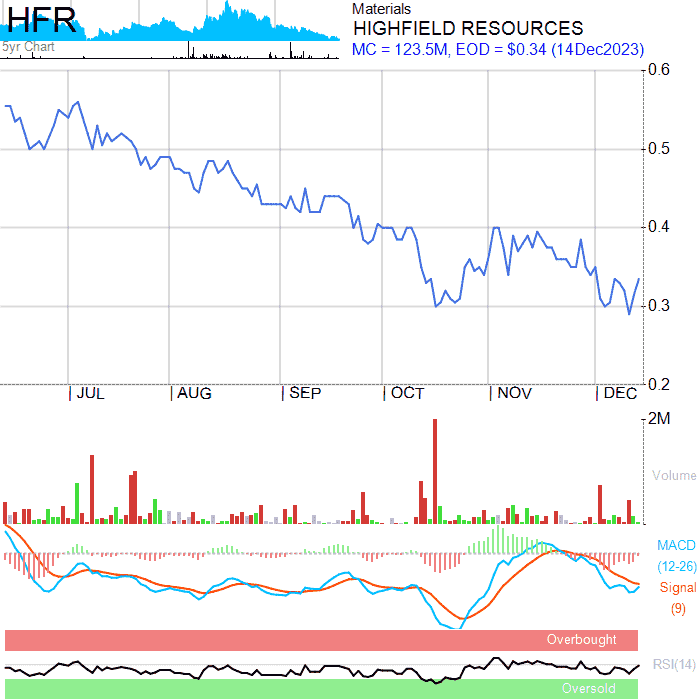 HFR
5yr Chart
Materials
HIGHFIELD RESOURCES
MC = 123.5M, EOD = $0.34 (14Dec2023)
0.6
0.5
0.4
0.3
0.2
JUL AUG SEP OCT NOV DEC
2M
Volume
MACD
(12-26)
Signal
(9)
Overbought
RSI(14)
Oversold